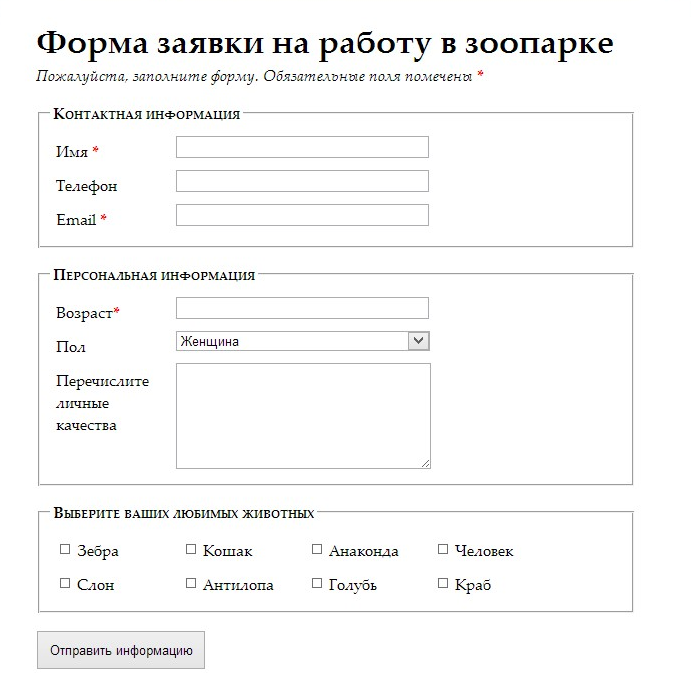 Форма заявки на работу в зоопарке
Пожалуйста, заполните форму. Обязательные поля помечены *
Контактная информация
Имя *
Телефон
Email *
Персональная информация
Возраст*
Пол Женщина
Перечислите
личные
качества
Выберите ваших любимых животных
Зебра Кошак Анаконда Человек
Слон Антилопа Голубь Краб
Отправить информацию